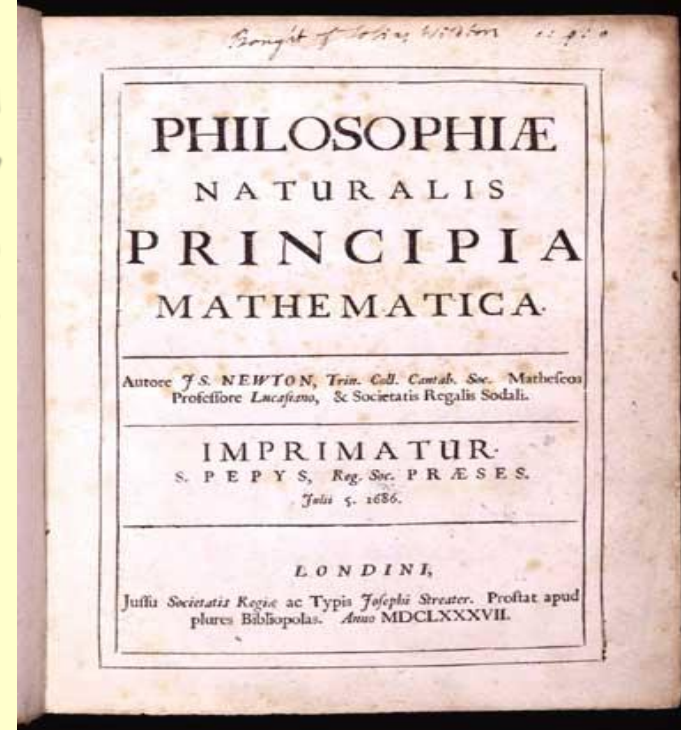 Bought of
PHILOSOPHIÆ
NATURALIS
PRINCIPIA
MATHEMATICA.
Autore JS. NEWTON, Trin. Coll. Cantab. Soc. Matheseos
Professore Lucasiano, & Societatis Regalis Sodali.
IMPRIMATUR.
S. PEPYS, Reg. Soc. PRÆSES.
Julii 5. 1686.
LONDINI,
Jussu Societatis Regiæ ac Typis Josephi Streater. Prostat apud
plures Bibliopolas. Anno MDCLXXXVII.